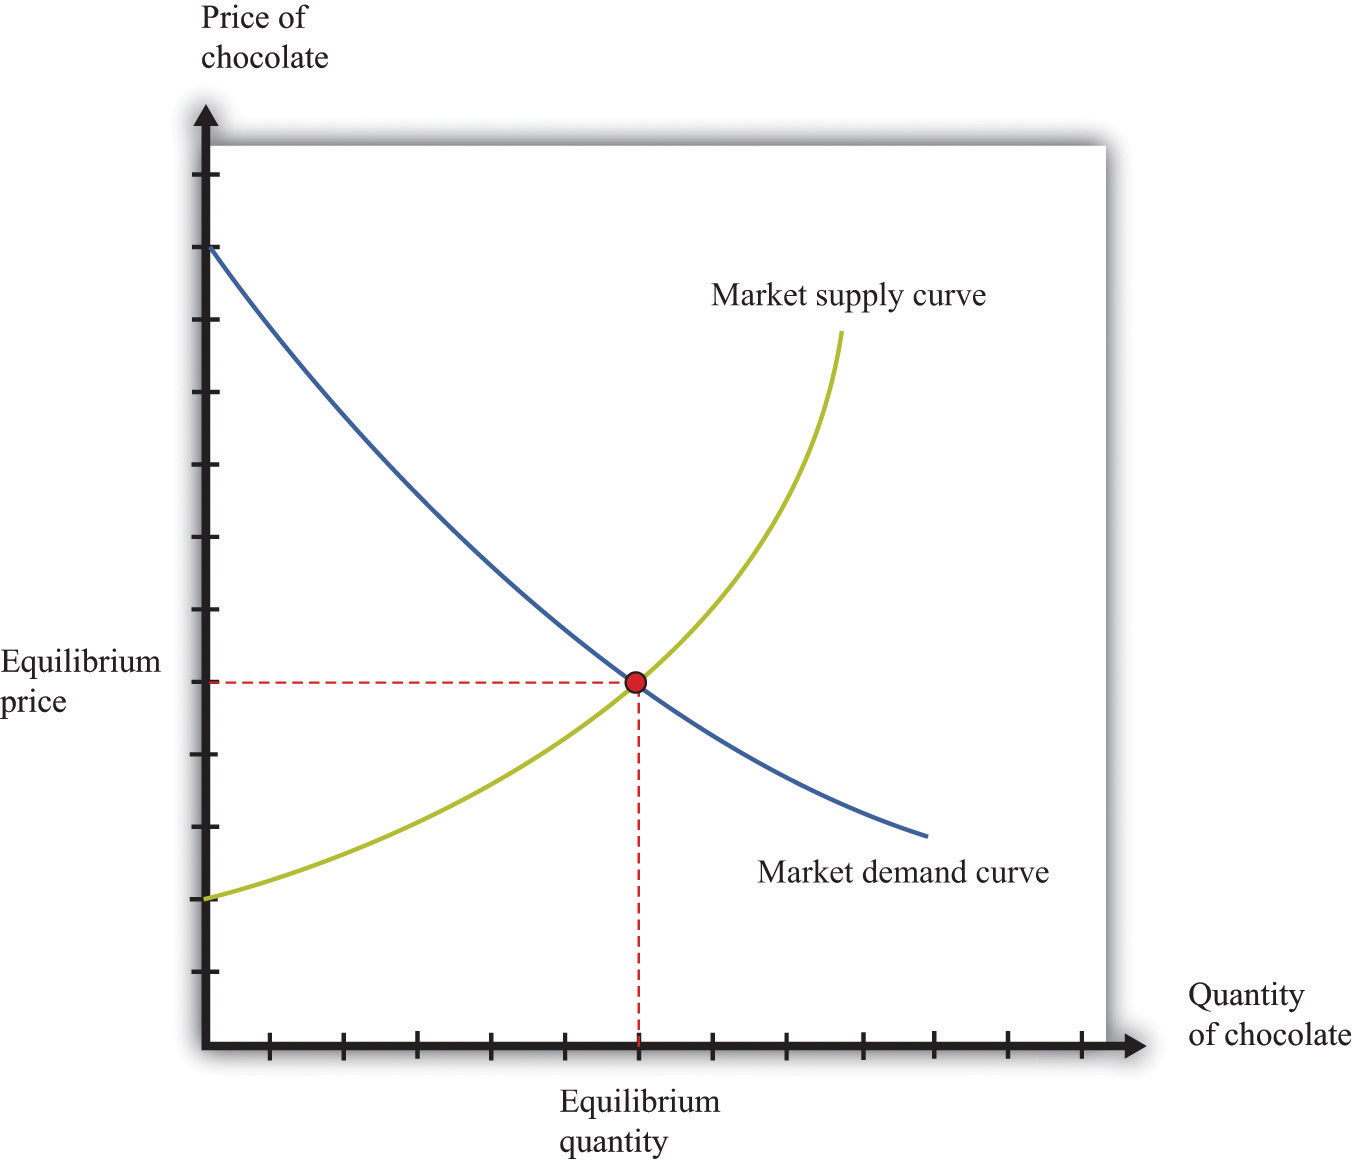 Price of
chocolate
Market supply curve
Equilibrium
price
Market demand curve
Quantity
of chocolate
Equilibrium
quantity